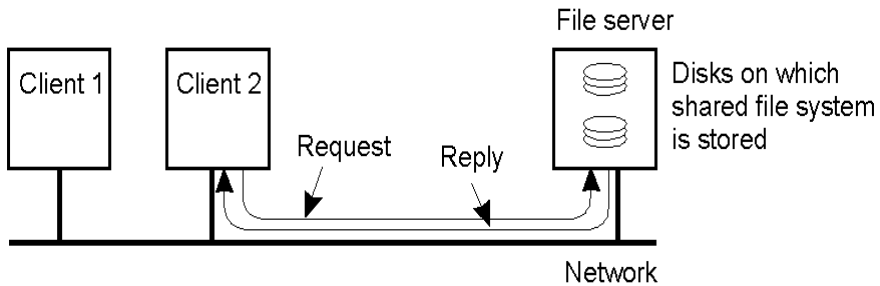 File server
Client 1
Client 2
Disks on which
shared file system
is stored
Request
Reply
Network